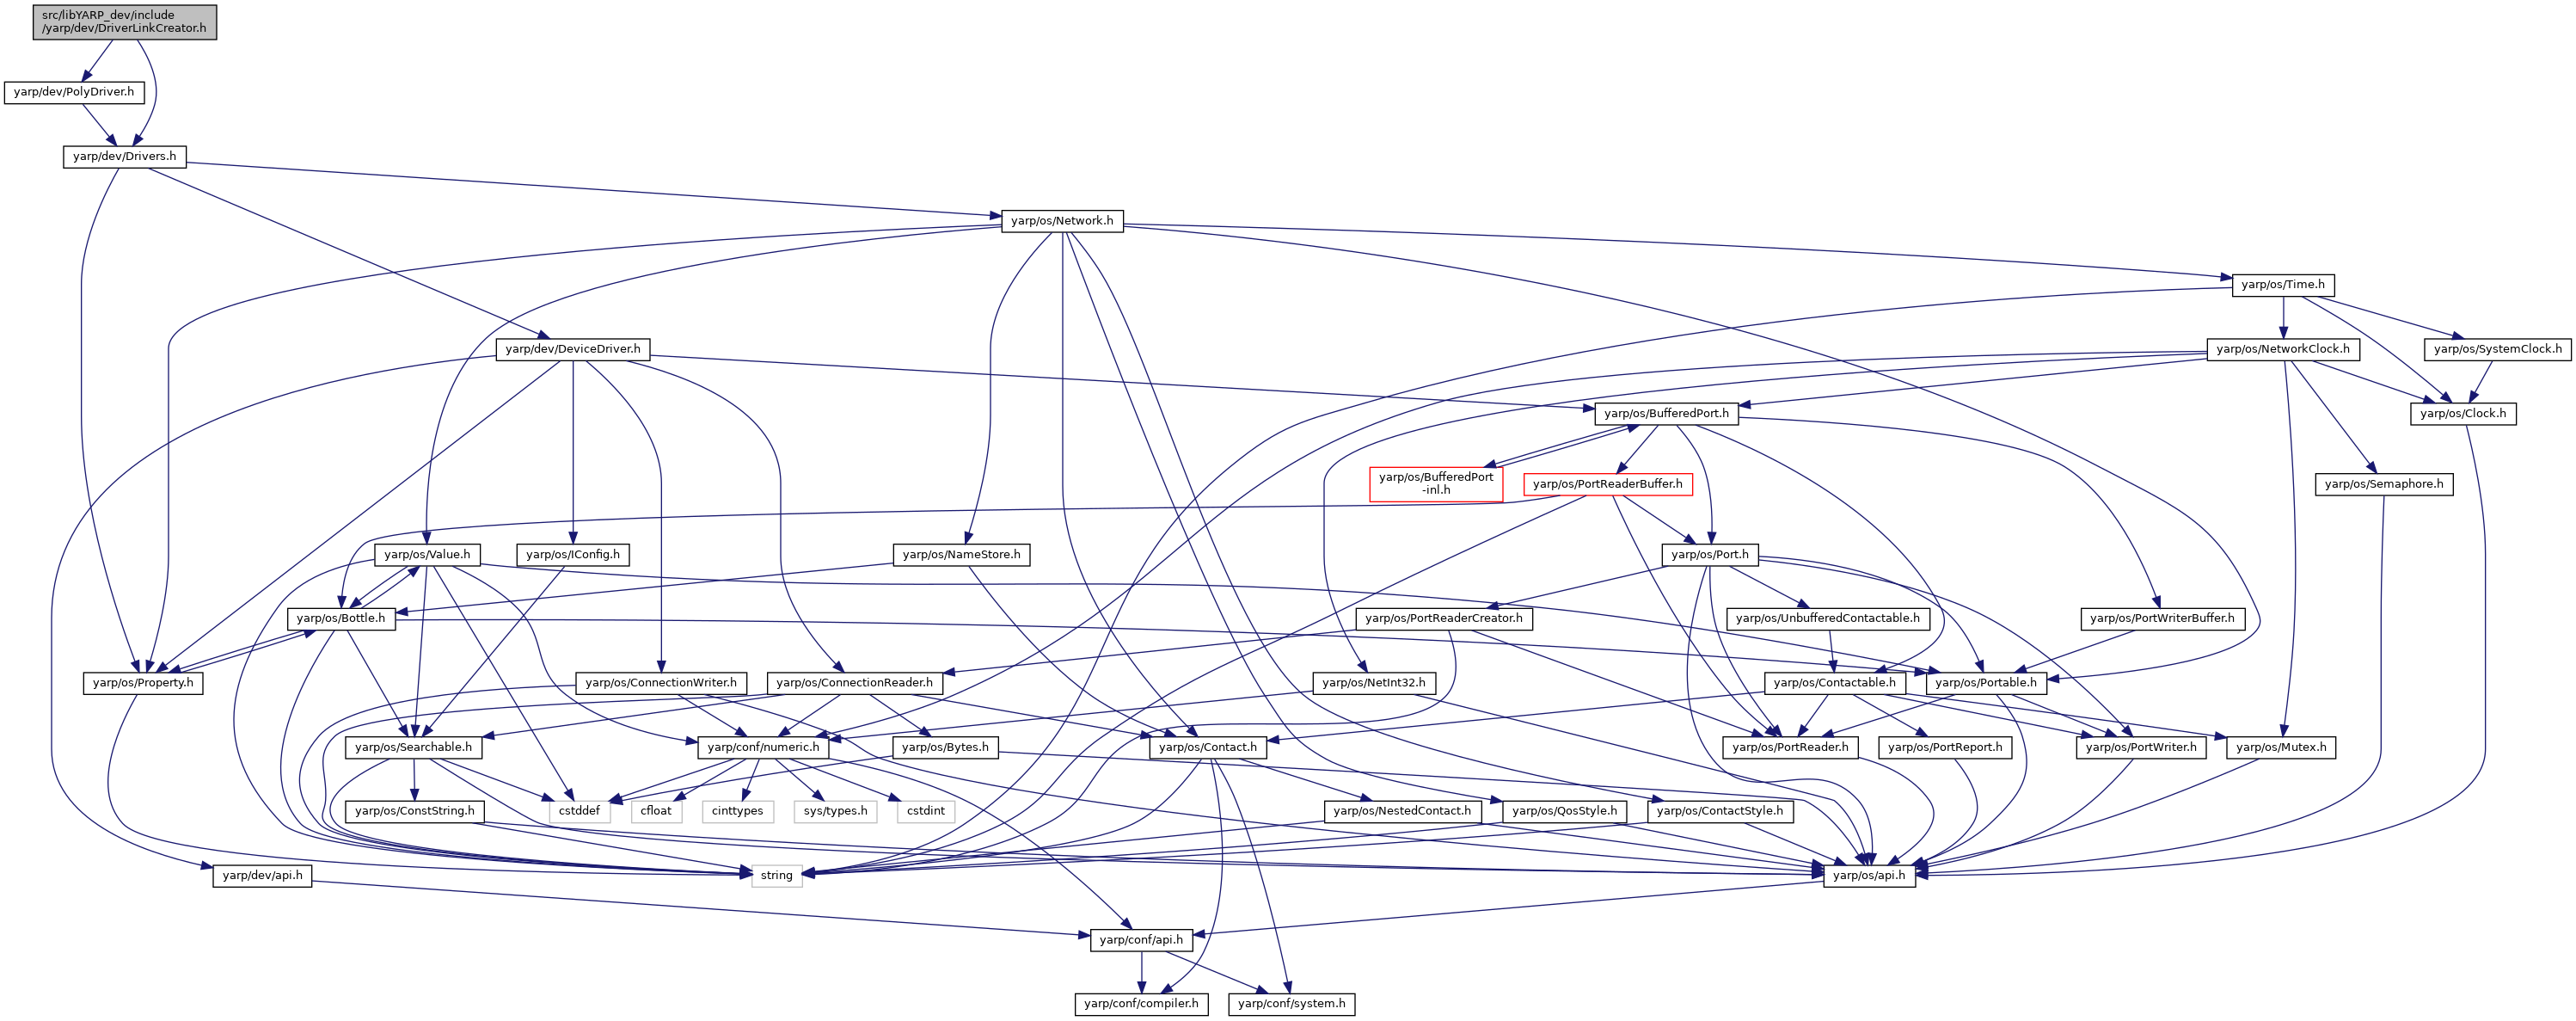 src/libYARP_dev/include
/yarp/dev/DriverLinkCreator.h
yarp/dev/PolyDriver.h
yarp/dev/Drivers.h
yarp/os/Network.h
yarp/os/Time.h
yarp/dev/DeviceDriver.h
yarp/os/NetworkClock.h
yarp/os/SystemClock.h
yarp/os/BufferedPort.h
yarp/os/Clock.h
yarp/os/BufferedPort
-inl.h
yarp/os/PortReaderBuffer.h
yarp/os/Semaphore.h
yarp/os/Value.h
yarp/os/IConfig.h
yarp/os/NameStore.h
yarp/os/Port.h
yarp/os/Bottle.h
yarp/os/PortReaderCreator.h
yarp/os/UnbufferedContactable.h
yarp/os/PortWriterBuffer.h
yarp/os/Property.h
yarp/os/ConnectionWriter.h
yarp/os/ConnectionReader.h
yarp/os/NetInt32.h
yarp/os/Contactable.h
yarp/os/Portable.h
yarp/os/Searchable.h
yarp/conf/numeric.h
yarp/os/Bytes.h
yarp/os/Contact.h
yarp/os/PortReader.h
yarp/os/PortReport.h
yarp/os/PortWriter.h
yarp/os/Mutex.h
yarp/os/ConstString.h
cstddef
cfloat
cinttypes
sys/types.h
cstdint
yarp/os/NestedContact.h
yarp/os/QosStyle.h
yarp/os/ContactStyle.h
yarp/dev/api.h
string
yarp/os/api.h
yarp/conf/api.h
yarp/conf/compiler.h
yarp/conf/system.h